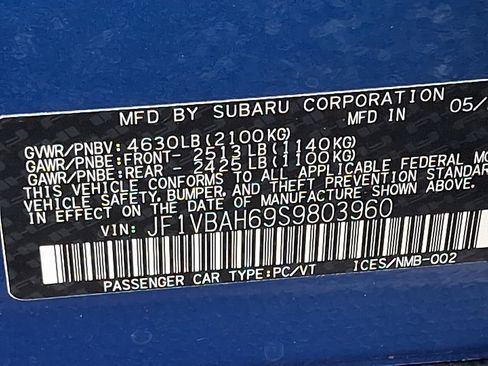 MFD BY SUBARU CORPORATION
MFD IN 05/
GVWR/PNBV: 4630LB(2100KG)
GAWR/PNBE: FRONT- 2513LB(1140KG)
GAWR/PNBE: REAR - 2425LB(1100KG)
THIS VEHICLE CONFORMS TO ALL APPLICABLE FEDERAL MO
VEHICLE SAFETY, BUMPER, AND THEFT PREVENTION STANDAR
IN EFFECT ON THE DATE OF MANUFACTURE SHOWN ABOVE.
VIN: JF1VBAH69S9803960
PASSENGER CAR TYPE:PC/VT ICES/NMB-002